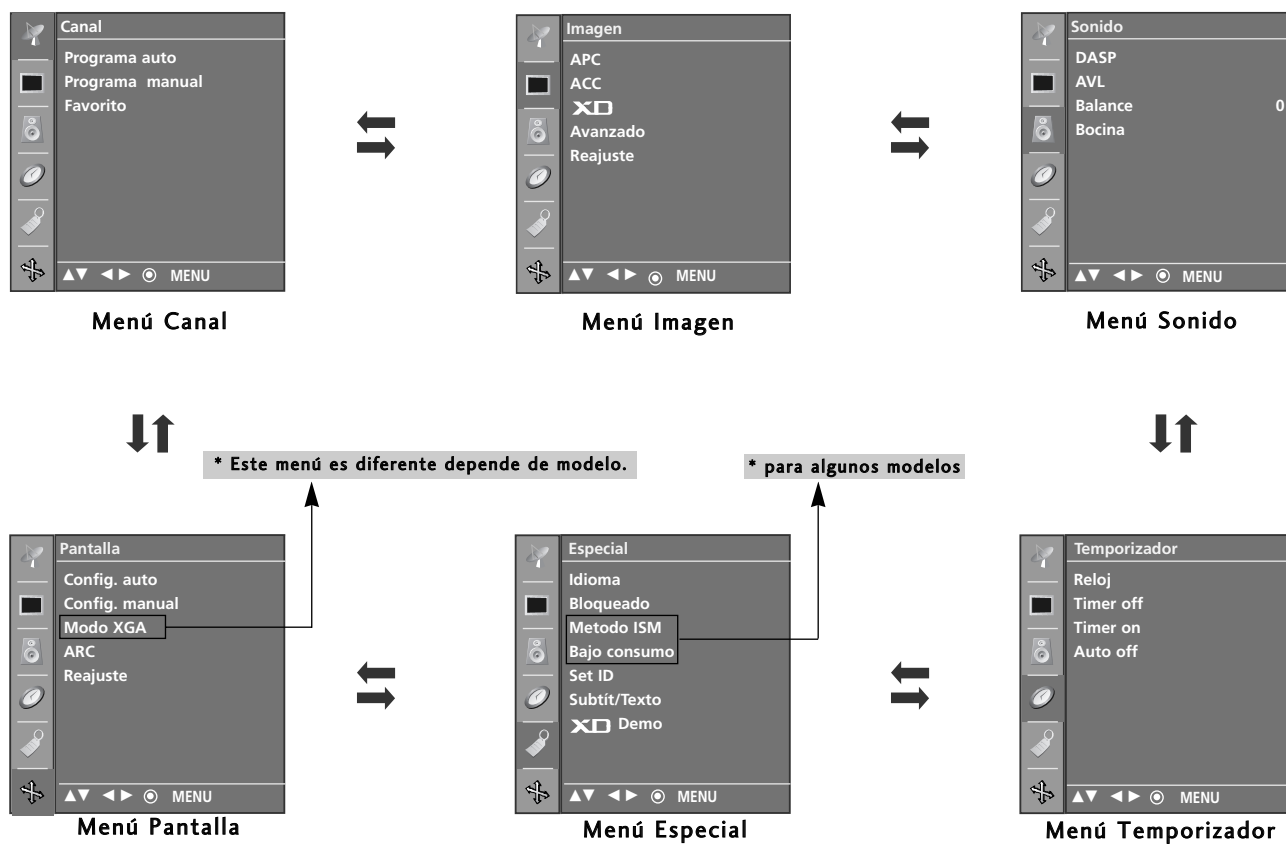 Canal
Programa auto
Programa manual
Favorito
▲▼ ◄► MENU
Menú Canal
Imagen
APC
ACC
XD
Avanzado
Reajuste
▲▼ ◄► MENU
Menú Imagen
Sonido
DASP
AVL
Balance 0
Bocina
▲▼ ◄► MENU
Menú Sonido
* Este menú es diferente depende de modelo.
* para algunos modelos
Pantalla
Config. auto
Config. manual
Modo XGA
ARC
Reajuste
▲▼ ◄► MENU
Menú Pantalla
Especial
Idioma
Bloqueado
Metodo ISM
Bajo consumo
Set ID
Subtít/Texto
XD Demo
▲▼ ◄► MENU
Menú Especial
Temporizador
Reloj
Timer off
Timer on
Auto off
▲▼ ◄► MENU
Menú Temporizador